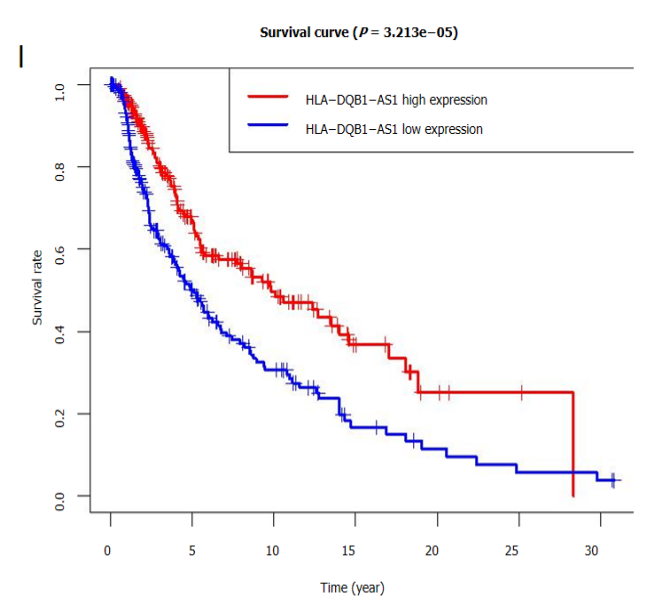 Survival curve (P = 3.213e−05)
I
HLA−DQB1−AS1 high expression
HLA−DQB1−AS1 low expression
Survival rate
1.0
0.8
0.6
0.4
0.2
0.0
0 5 10 15 20 25 30
Time (year)